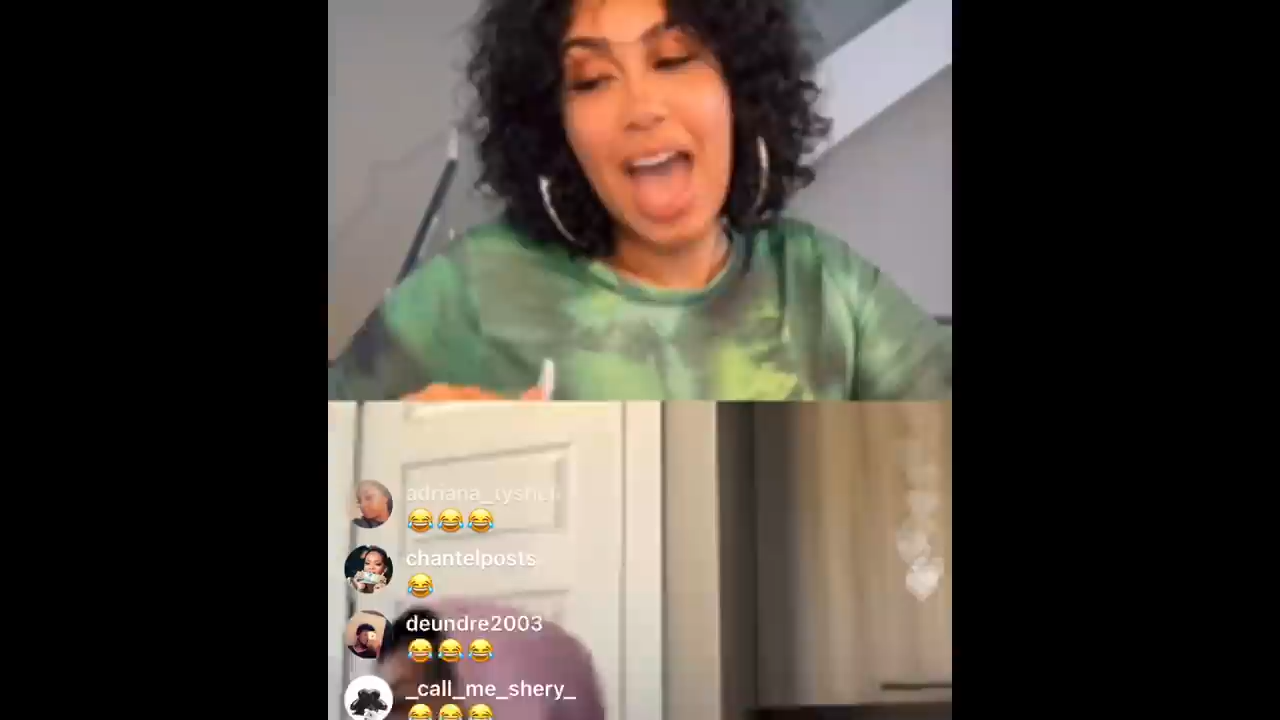 😂😂😂
chantelposts
😂
deundre2003
😂😂😂
_call_me_shery_
😂😂😂